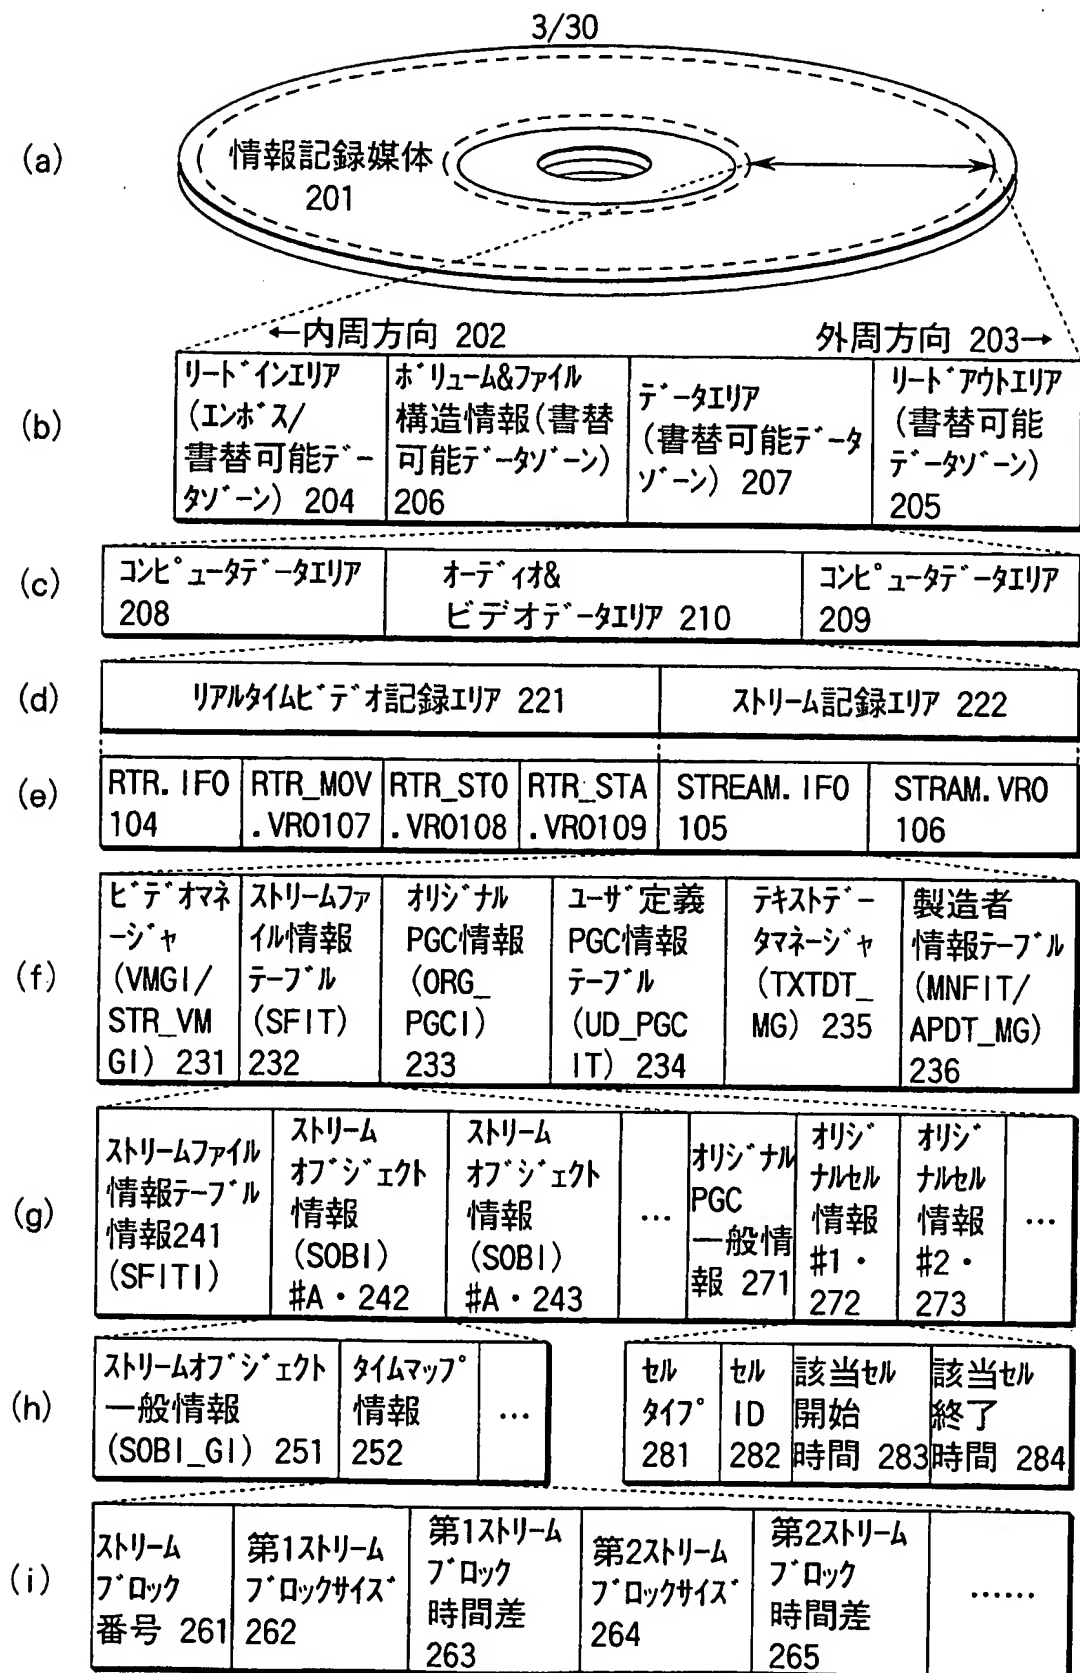 3/30
(a)
情報記録媒体
201
←内周方向 202
外周方向 203→
(b)
リードインエリア
(エンボス/
書替可能デー
タゾーン) 204
ボリューム&ファイル
構造情報(書替
可能データゾーン)
206
データエリア
(書替可能データ
ゾーン) 207
リードアウトエリア
(書替可能
データゾーン)
205
(c)
コンピュータデータエリア
208
オーディオ&
ビデオデータエリア 210
コンピュータデータエリア
209
(d)
リアルタイムビデオ記録エリア 221
ストリーム記録エリア 222
(e)
RTR.IFO
104
RTR_MOV
.VRO107
RTR_STO
.VRO108
RTR_STA
.VRO109
STREAM.IFO
105
STRAM.VRO
106
(f)
ビデオマネ
ージャ
(VMGI/
STR_VM
GI) 231
ストリームファ
イル情報
テーブル
(SFIT)
232
オリジナル
PGC情報
(ORG_
PGCI)
233
ユーザ定義
PGC情報
テーブル
(UD_PGC
IT) 234
テキストデー
タマネージャ
(TXTDT_
MG) 235
製造者
情報テーブル
(MNFIT/
APDT_MG)
236
(g)
ストリームファイル
情報テーブル
情報241
(SFITI)
ストリーム
オブジェクト
情報
(SOBI)
#A・242
ストリーム
オブジェクト
情報
(SOBI)
#A・243
…
オリジナル
PGC
一般情
報 271
オリジ
ナルセル
情報
#1・
272
オリジ
ナルセル
情報
#2・
273
…
(h)
ストリームオブジェクト
一般情報
(SOBI_GI) 251
タイムマップ
情報
252
…
セル
タイプ
281
セル
ID
282
該当セル
開始
時間 283
該当セル
終了
時間 284
(i)
ストリーム
ブロック
番号 261
第1ストリーム
ブロックサイズ
262
第1ストリーム
ブロック
時間差
263
第2ストリーム
ブロックサイズ
264
第2ストリーム
ブロック
時間差
265
……